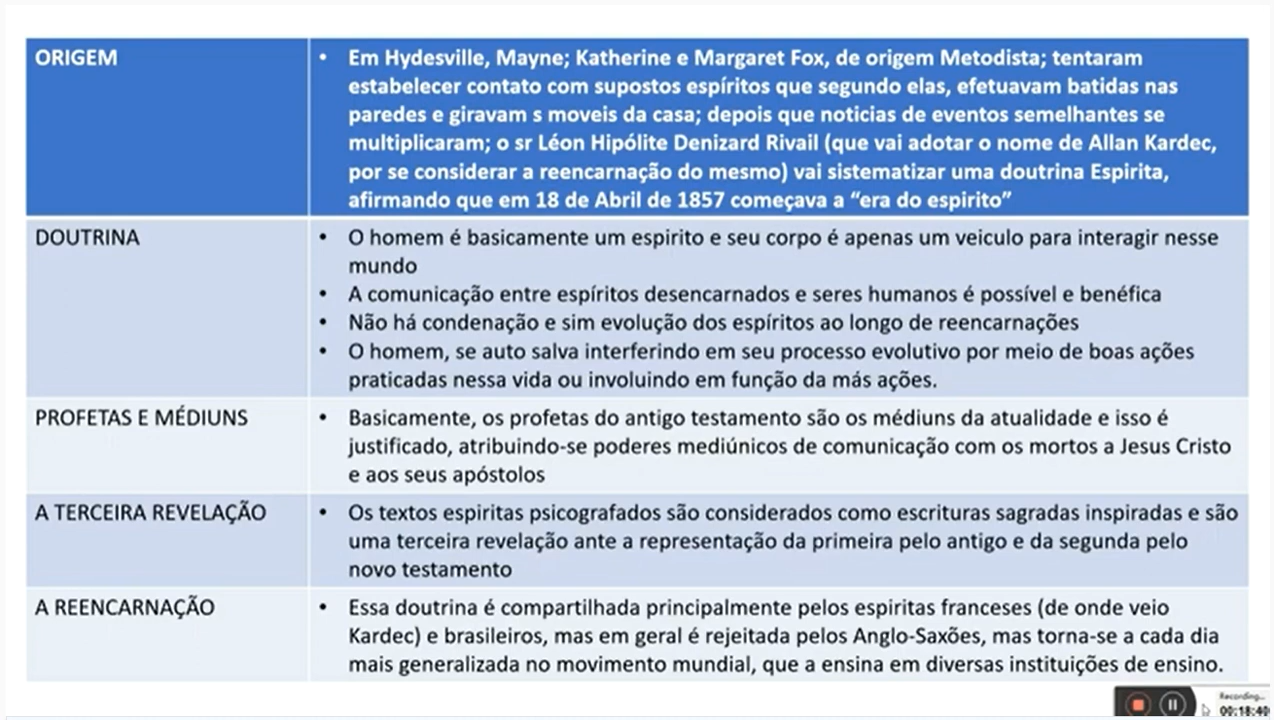 ORIGEM
• Em Hydesville, Mayne; Katherine e Margaret Fox, de origem Metodista; tentaram
estabelecer contato com supostos espíritos que segundo elas, efetuavam batidas nas
paredes e giravam s moveis da casa; depois que noticias de eventos semelhantes se
multiplicaram; o sr Léon Hipólite Denizard Rivail (que vai adotar o nome de Allan Kardec,
por se considerar a reencarnação do mesmo) vai sistematizar uma doutrina Espirita,
afirmando que em 18 de Abril de 1857 começava a “era do espirito”
DOUTRINA
• O homem é basicamente um espirito e seu corpo é apenas um veiculo para interagir nesse
mundo
• A comunicação entre espíritos desencarnados e seres humanos é possível e benéfica
• Não há condenação e sim evolução dos espíritos ao longo de reencarnações
• O homem, se auto salva interferindo em seu processo evolutivo por meio de boas ações
praticadas nessa vida ou involuindo em função da más ações.
PROFETAS E MÉDIUNS
• Basicamente, os profetas do antigo testamento são os médiuns da atualidade e isso é
justificado, atribuindo-se poderes mediúnicos de comunicação com os mortos a Jesus Cristo
e aos seus apóstolos
A TERCEIRA REVELAÇÃO
• Os textos espiritas psicografados são considerados como escrituras sagradas inspiradas e são
uma terceira revelação ante a representação da primeira pelo antigo e da segunda pelo
novo testamento
A REENCARNAÇÃO
• Essa doutrina é compartilhada principalmente pelos espiritas franceses (de onde veio
Kardec) e brasileiros, mas em geral é rejeitada pelos Anglo-Saxões, mas torna-se a cada dia
mais generalizada no movimento mundial, que a ensina em diversas instituições de ensino.
Recording...
00:18:40